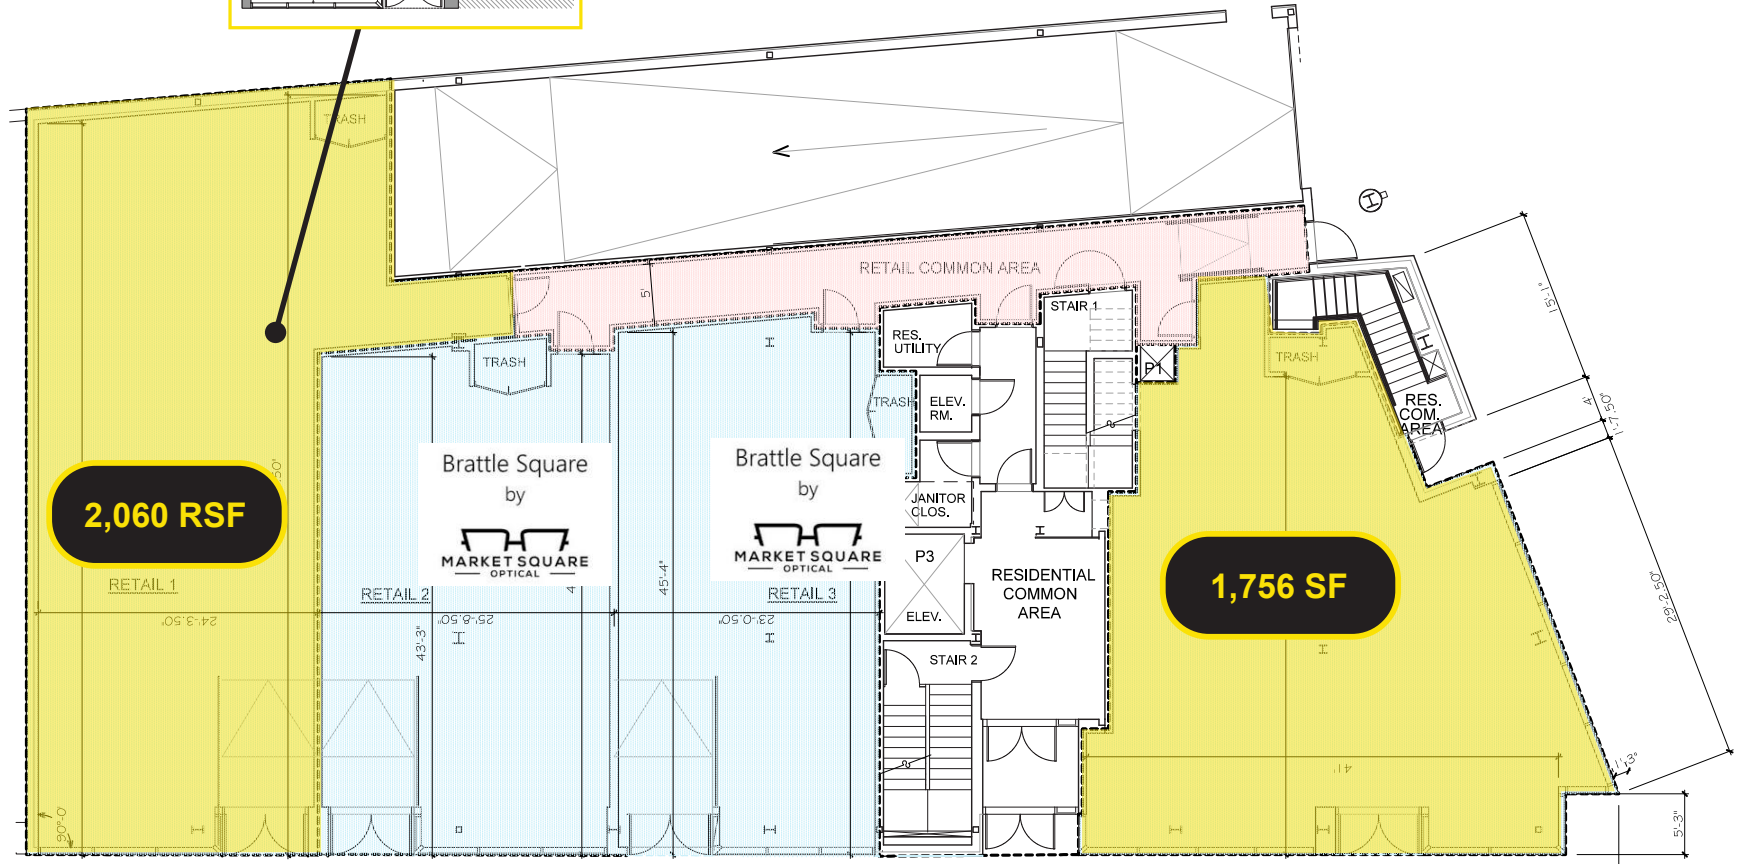 TRASH
RETAIL COMMON AREA
5'
STAIR 1
RES.
UTILITY
P1
TRASH
TRASH
TRASH
ELEV.
RM.
RES.
COM.
AREA
15'-11"
4'
1'-7.50"
Brattle Square
by
MARKET SQUARE
OPTICAL
Brattle Square
by
MARKET SQUARE
OPTICAL
JANITOR
CLOS.
2,060 RSF
P3
ELEV.
RESIDENTIAL
COMMON
AREA
1,756 SF
RETAIL 1
RETAIL 2
RETAIL 3
45'-4"
43'-3"
24'-3.50"
25'-8.50"
23'-0.50"
29'-2.50"
STAIR 2
41'
1'-3"
5'-3"
90°-0